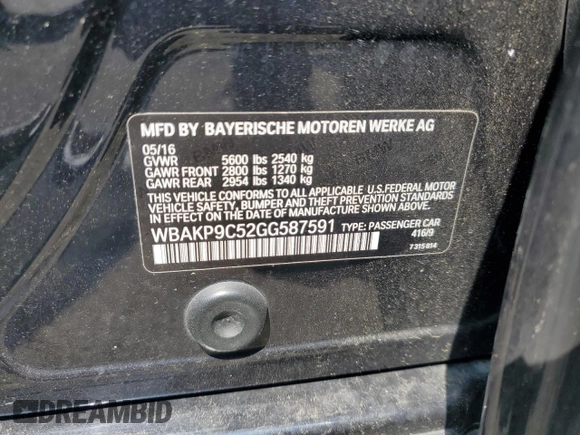 MFD BY BAYERISCHE MOTOREN WERKE AG
05/16
GVWR 5600 lbs 2540 kg
GAWR FRONT 2800 lbs 1270 kg
GAWR REAR 2954 lbs 1340 kg
THIS VEHICLE CONFORMS TO ALL APPLICABLE U.S.FEDERAL MOTOR
VEHICLE SAFETY, BUMPER, AND THEFT PREVENTION STANDARDS
IN EFFECT ON THE DATE OF MANUFACTURE SHOWN ABOVE.
WBAKP9C52GG587591 TYPE: PASSENGER CAR
416/9
7315814
DREAMBID